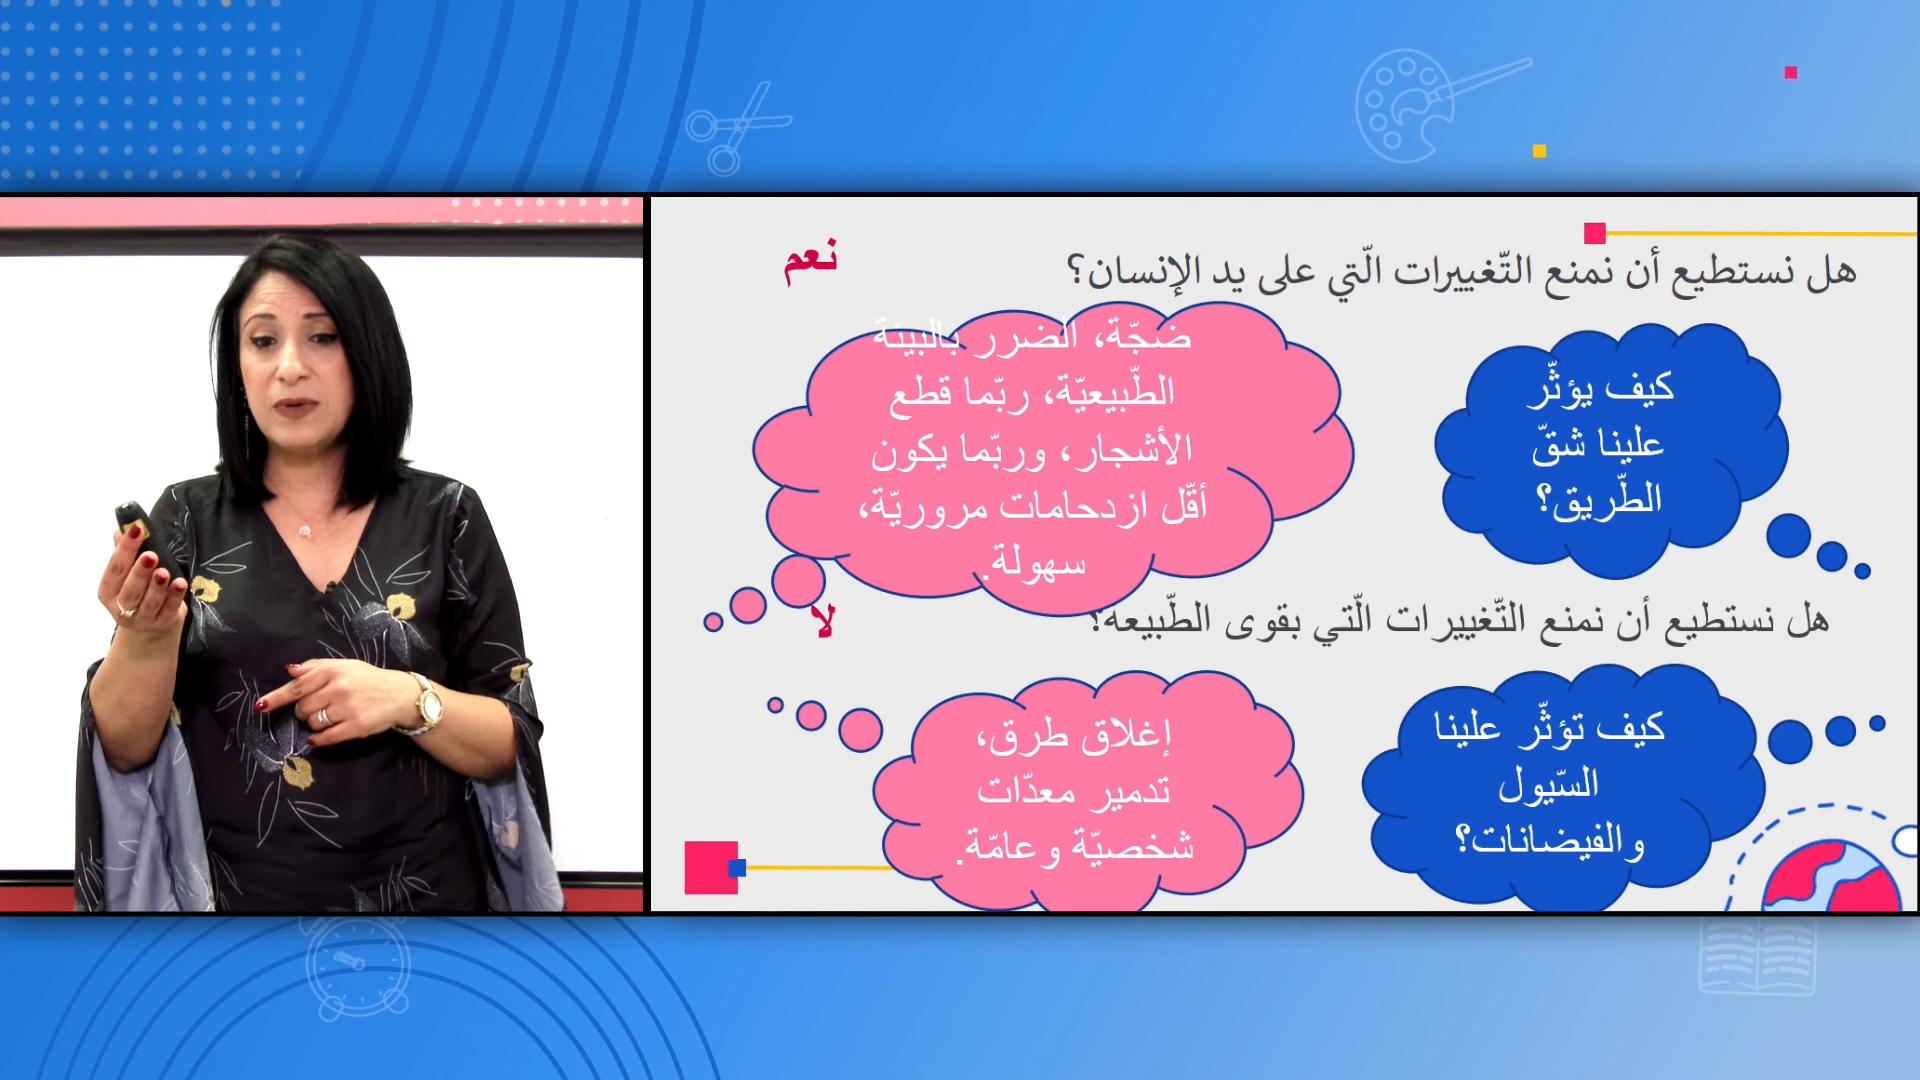 هل نستطيع أن نمنع التّغييرات الّتي على يد الإنسان؟
نعم
كيف يؤثّر
علينا شقّ
الطّريق؟
ضجّة، الضرر بالبيئة
الطّبيعيّة، ربّما قطع
الأشجار، وربّما يكون
أقّل ازدحامات مروريّة،
سهولة.
هل نستطيع أن نمنع التّغييرات الّتي بقوى الطّبيعه؟
لا
كيف تؤثّر علينا
السّيول
والفيضانات؟
إغلاق طرق،
تدمير معدّات
شخصيّة وعامّة.